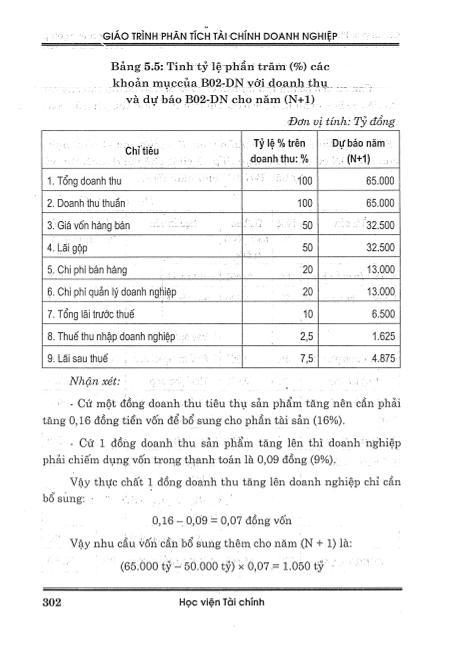 GIÁO TRÌNH PHÂN TÍCH TÀI CHÍNH DOANH NGHIỆP
Bảng 5.5: Tính tỷ lệ phần trăm (%) các
khoản mụccủa B02-DN với doanh thu
và dự báo B02-DN cho năm (N+1)
Đơn vị tính: Tỷ đồng
Chỉ tiêu Tỷ lệ % trên doanh thu: % Dự báo năm (N+1)
1. Tổng doanh thu 100 65.000
2. Doanh thu thuần 100 65.000
3. Giá vốn hàng bán 50 32.500
4. Lãi gộp 50 32.500
5. Chi phí bán hàng 20 13.000
6. Chi phí quản lý doanh nghiệp 20 13.000
7. Tổng lãi trước thuế 10 6.500
8. Thuế thu nhập doanh nghiệp 2,5 1.625
9. Lãi sau thuế 7,5 4.875
Nhận xét:
- Cứ một đồng doanh thu tiêu thụ sản phẩm tăng nên cần phải
tăng 0,16 đồng tiền vốn để bổ sung cho phần tài sản (16%).
- Cứ 1 đồng doanh thu sản phẩm tăng lên thì doanh nghiệp
phải chiếm dụng vốn trong thanh toán là 0,09 đồng (9%).
Vậy thực chất 1 đồng doanh thu tăng lên doanh nghiệp chỉ cần
bổ sung:
0,16 – 0,09 = 0,07 đồng vốn
Vậy nhu cầu vốn cần bổ sung thêm cho năm (N + 1) là:
(65.000 tỷ – 50.000 tỷ) × 0,07 = 1.050 tỷ
302 Học viện Tài chính